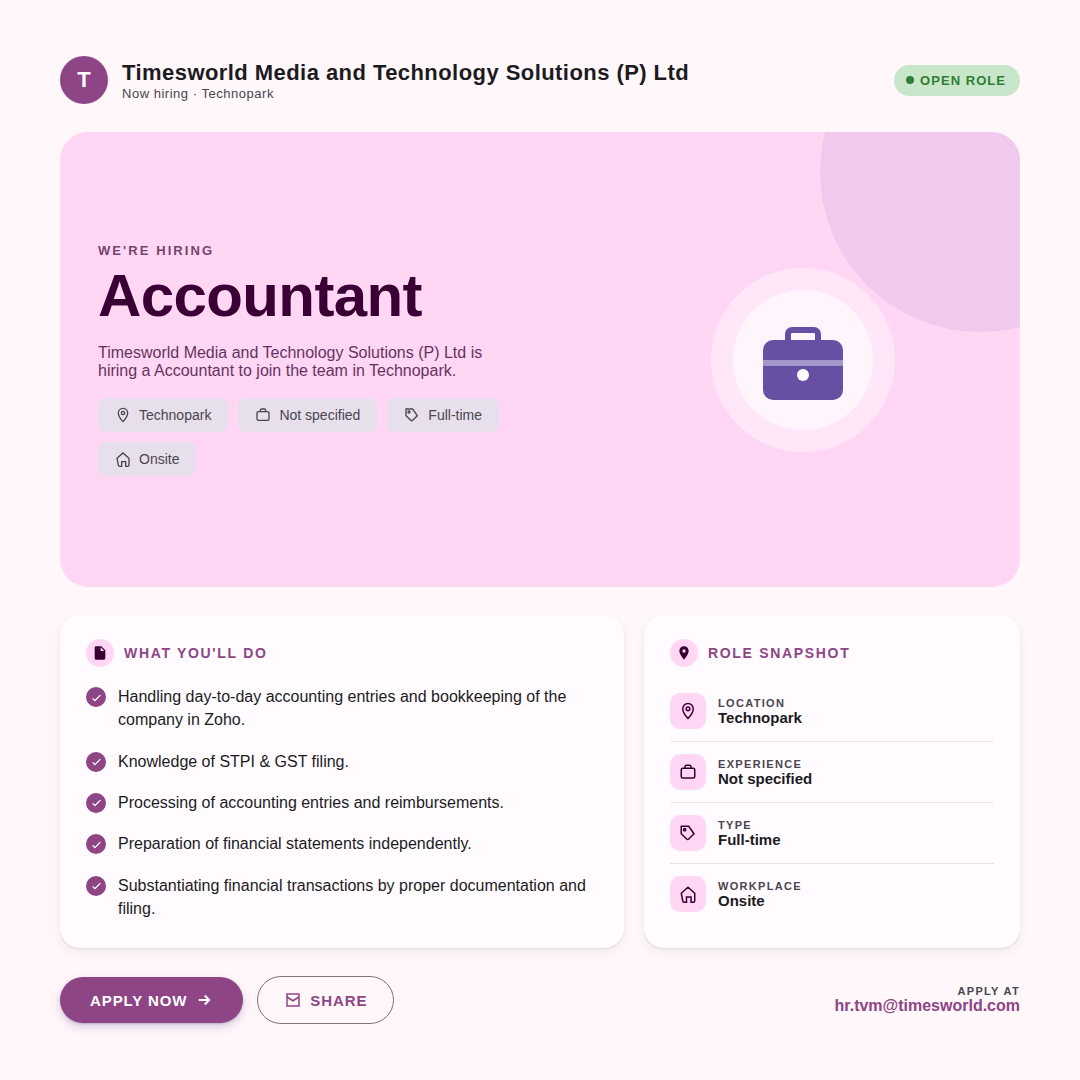 T
Timesworld Media and Technology Solutions (P) Ltd
Now hiring · Technopark
OPEN ROLE
WE'RE HIRING
Accountant
Timesworld Media and Technology Solutions (P) Ltd is
hiring a Accountant to join the team in Technopark.
Technopark
Not specified
Full-time
Onsite
WHAT YOU'LL DO
Handling day-to-day accounting entries and bookkeeping of the
company in Zoho.
Knowledge of STPI & GST filing.
Processing of accounting entries and reimbursements.
Preparation of financial statements independently.
Substantiating financial transactions by proper documentation and
filing.
ROLE SNAPSHOT
LOCATION
Technopark
EXPERIENCE
Not specified
TYPE
Full-time
WORKPLACE
Onsite
APPLY NOW
SHARE
APPLY AT
hr.tvm@timesworld.com